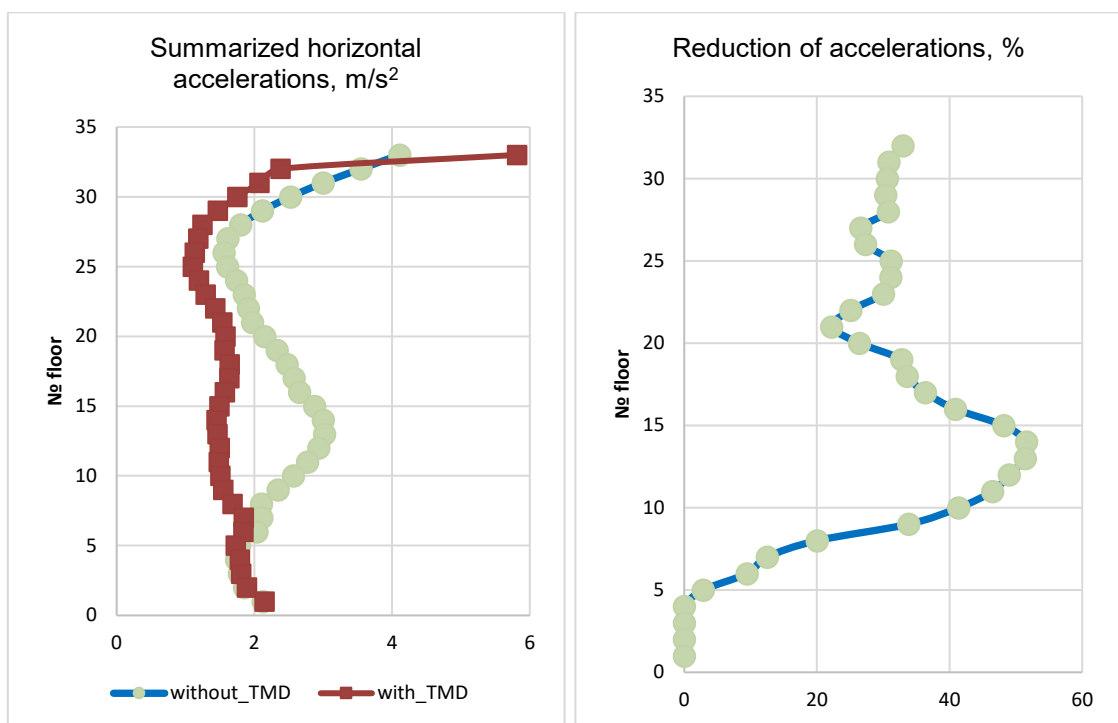 Summarized horizontal
accelerations, m/s²
35
30
25
20
15
10
5
0
№ floor
0 2 4 6
without_TMD with_TMD
Reduction of accelerations, %
35
30
25
20
15
10
5
0
№ floor
0 20 40 60